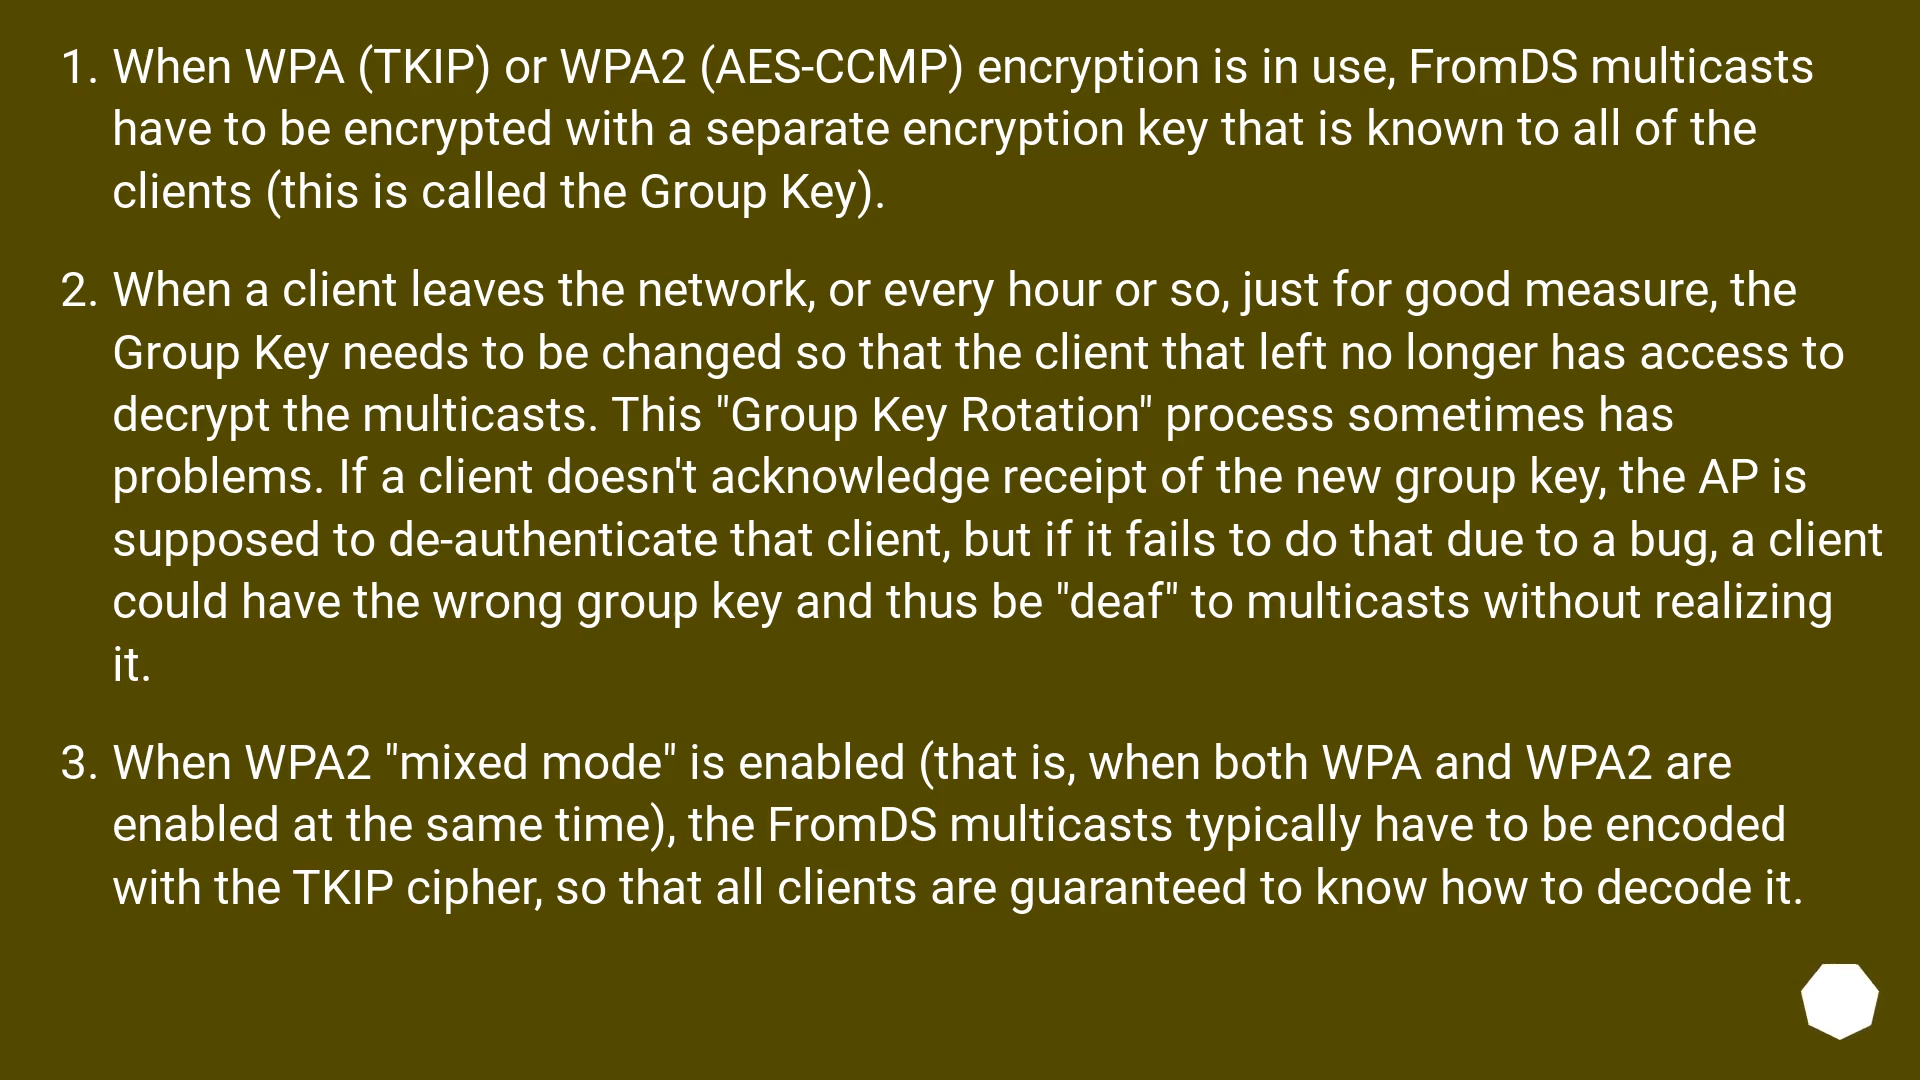 1. When WPA (TKIP) or WPA2 (AES-CCMP) encryption is in use, FromDS multicasts
have to be encrypted with a separate encryption key that is known to all of the
clients (this is called the Group Key).
2. When a client leaves the network, or every hour or so, just for good measure, the
Group Key needs to be changed so that the client that left no longer has access to
decrypt the multicasts. This "Group Key Rotation" process sometimes has
problems. If a client doesn't acknowledge receipt of the new group key, the AP is
supposed to de-authenticate that client, but if it fails to do that due to a bug, a client
could have the wrong group key and thus be "deaf" to multicasts without realizing
it.
3. When WPA2 "mixed mode" is enabled (that is, when both WPA and WPA2 are
enabled at the same time), the FromDS multicasts typically have to be encoded
with the TKIP cipher, so that all clients are guaranteed to know how to decode it.